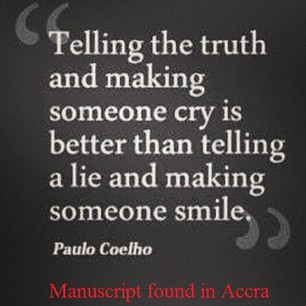 Telling the truth
and making
someone cry is
better than telling
a lie and making
someone smile.
Paulo Coelho
Manuscript found in Accra